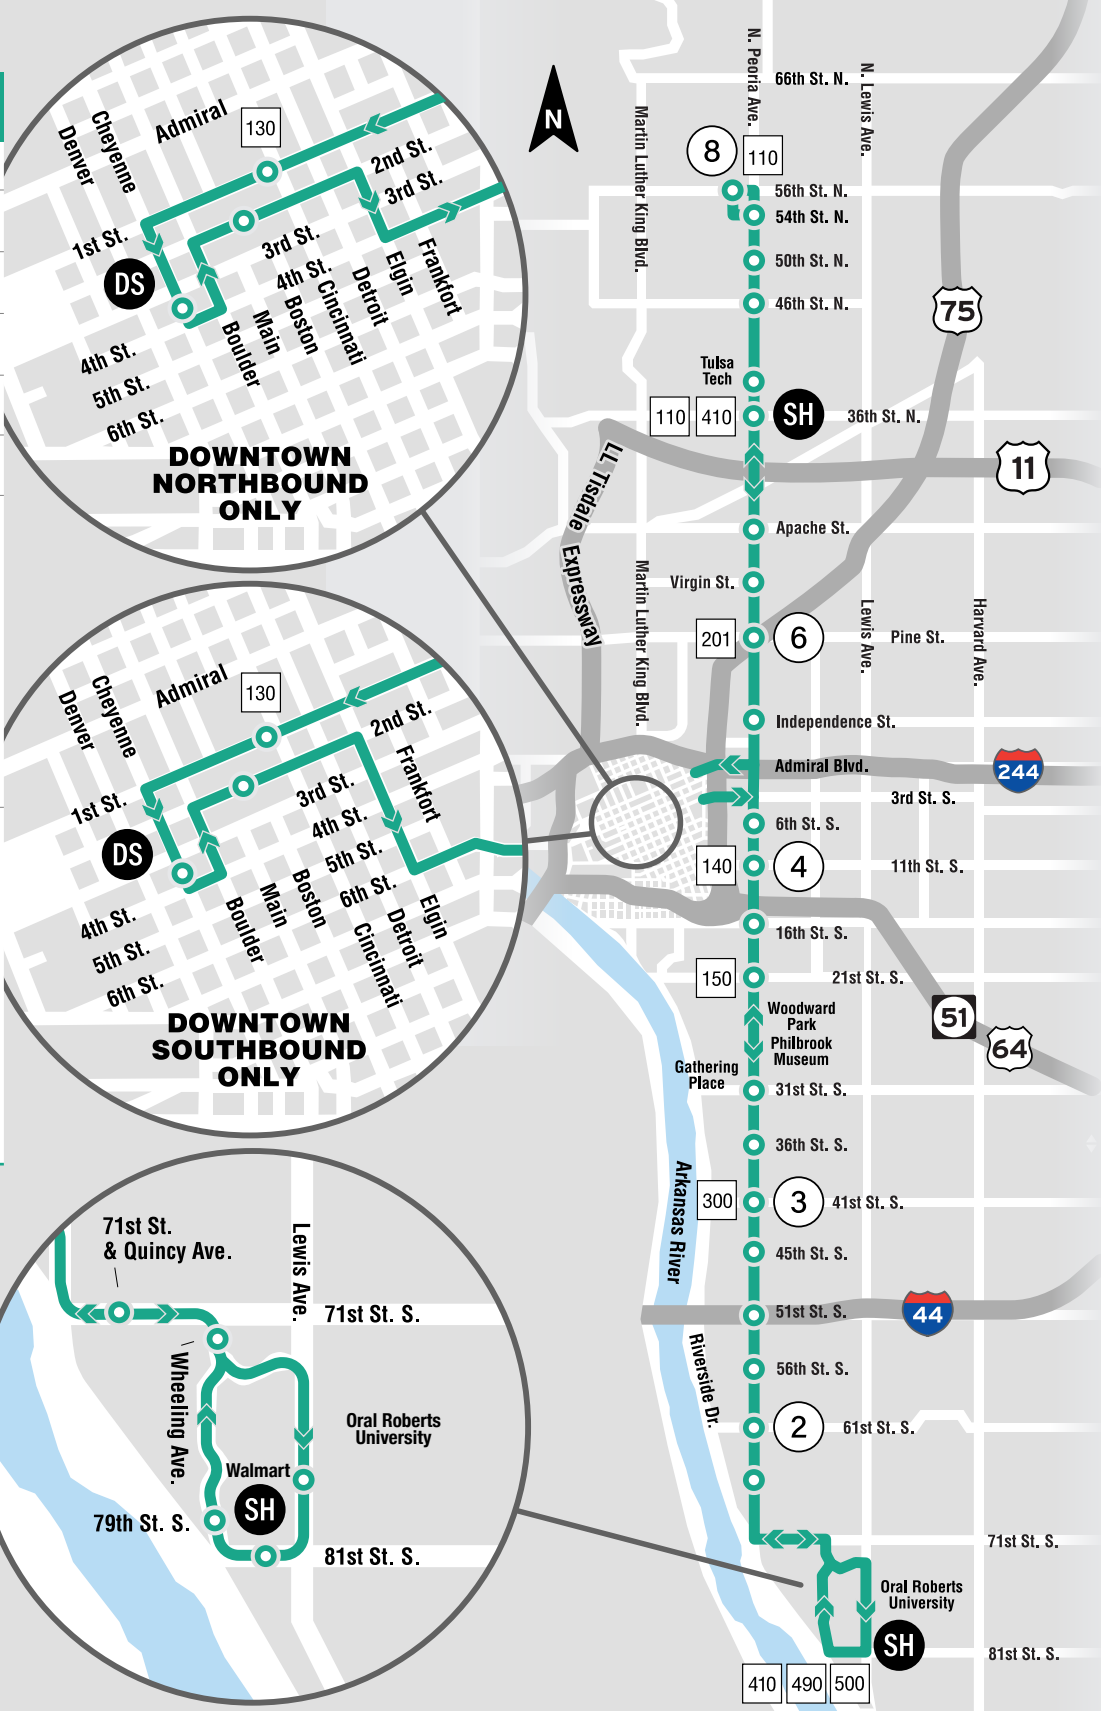 Denver
Cheyenne
Admiral
130
2nd St.
3rd St.
1st St.
DS
3rd St.
4th St.
Boulder
Main
Boston
Cincinnati
Detroit
Elgin
Frankfort
4th St.
5th St.
6th St.
DOWNTOWN
NORTHBOUND
ONLY
Denver
Cheyenne
Admiral
130
2nd St.
Frankfort
1st St.
DS
3rd St.
4th St.
5th St.
6th St.
Boulder
Main
Boston
Cincinnati
Detroit
Elgin
4th St.
5th St.
6th St.
DOWNTOWN
SOUTHBOUND
ONLY
71st St.
& Quincy Ave.
Lewis Ave.
71st St. S.
Wheeling Ave.
Oral Roberts
University
Walmart
SH
79th St. S.
81st St. S.
N
N. Peoria Ave.
66th St. N.
N. Lewis Ave.
Martin Luther King Blvd.
8
110
56th St. N.
54th St. N.
50th St. N.
46th St. N.
75
Tulsa
Tech
110
410
SH
36th St. N.
11
LL Tisdale Expressway
Apache St.
Virgin St.
Martin Luther King Blvd.
201
6
Lewis Ave.
Pine St.
Harvard Ave.
Independence St.
Admiral Blvd.
244
3rd St. S.
6th St. S.
140
4
11th St. S.
16th St. S.
150
21st St. S.
Woodward
Park
Philbrook
Museum
51
64
Gathering
Place
31st St. S.
36th St. S.
Arkansas River
300
3
41st St. S.
45th St. S.
51st St. S.
44
Riverside Dr.
56th St. S.
2
61st St. S.
71st St. S.
Oral Roberts
University
SH
81st St. S.
410
490
500